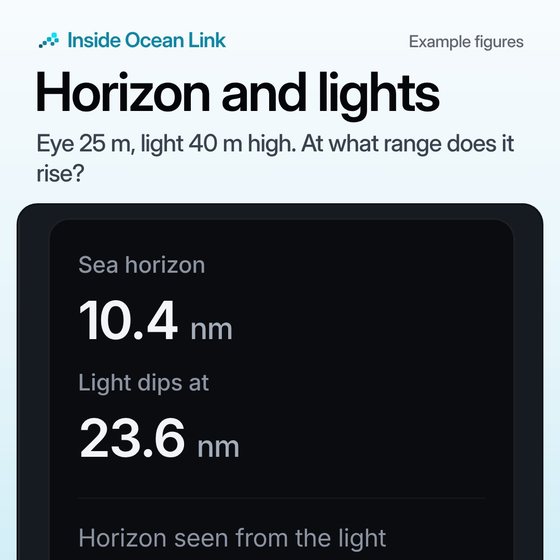 Inside Ocean Link
Example figures
Horizon and lights
Eye 25 m, light 40 m high. At what range does it
rise?
Sea horizon
10.4 nm
Light dips at
23.6 nm
Horizon seen from the light